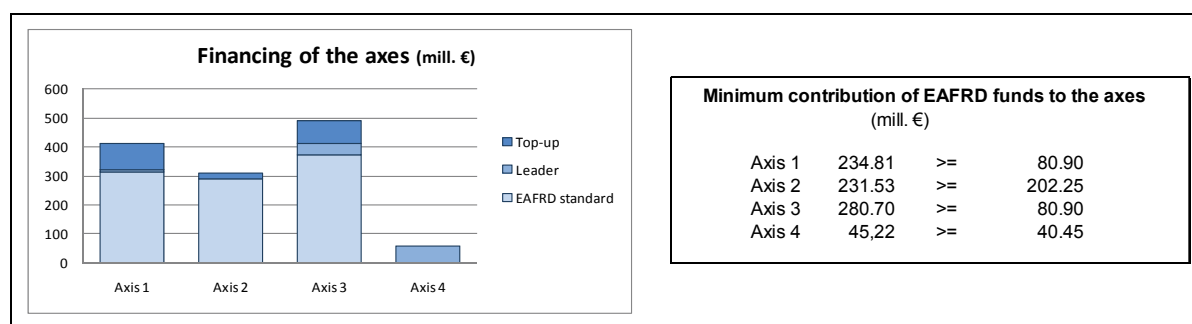 Financing of the axes (mill. €)
600
500
400
300
200
100
0
Axis 1
Axis 2
Axis 3
Axis 4
Top-up
Leader
EAFRD standard
Minimum contribution of EAFRD funds to the axes
(mill. €)
Axis 1 234.81 >= 80.90
Axis 2 231.53 >= 202.25
Axis 3 280.70 >= 80.90
Axis 4 45,22 >= 40.45